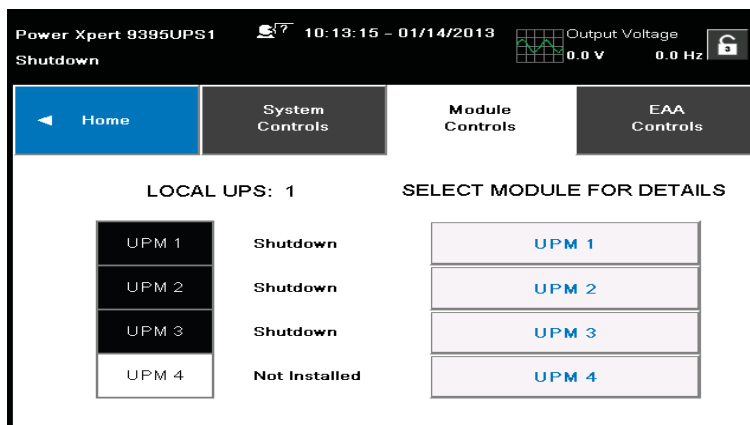 Power Xpert 9395UPS1
? 10:13:15 - 01/14/2013
Output Voltage
Shutdown
0.0 V 0.0 Hz
Home
System
Controls
Module
Controls
EAA
Controls
LOCAL UPS: 1
SELECT MODULE FOR DETAILS
UPM 1 Shutdown UPM 1
UPM 2 Shutdown UPM 2
UPM 3 Shutdown UPM 3
UPM 4 Not Installed UPM 4